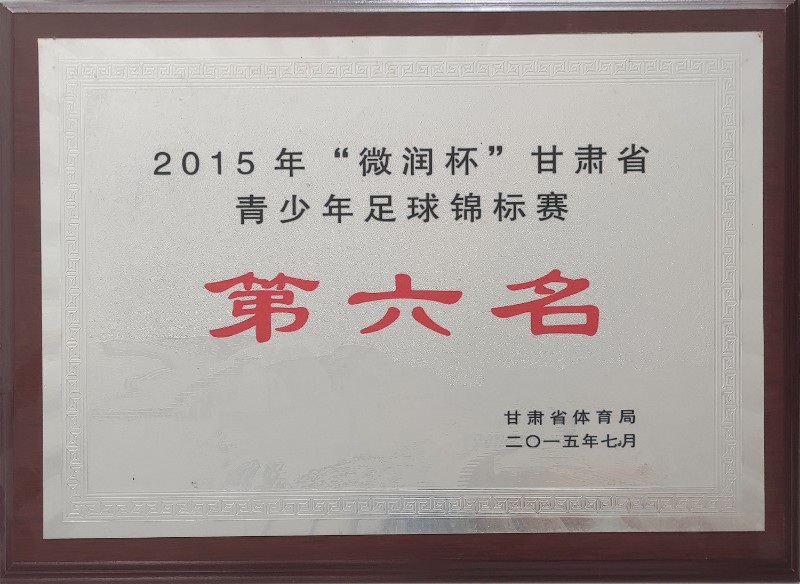 2015年“微润杯”甘肃省
青少年足球锦标赛
第六名
甘肃省体育局
二〇一五年七月